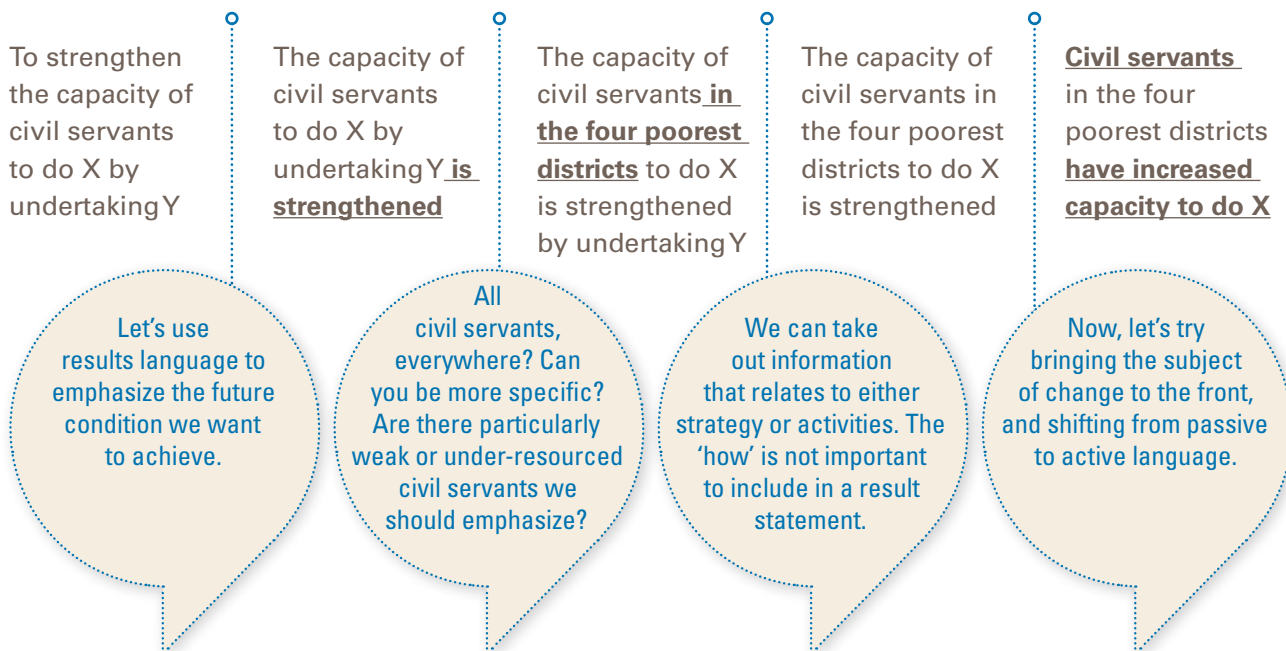 To strengthen
the capacity of
civil servants
to do X by
undertaking Y
The capacity of
civil servants
to do X by
undertaking Y is
strengthened
The capacity of
civil servants in
the four poorest
districts to do X
is strengthened
by undertaking Y
The capacity of
civil servants in
the four poorest
districts to do X
is strengthened
Civil servants
in the four
poorest districts
have increased
capacity to do X
Let's use
results language to
emphasize the future
condition we want
to achieve.
All
civil servants,
everywhere? Can
you be more specific?
Are there particularly
weak or under-resourced
civil servants we
should emphasize?
We can take
out information
that relates to either
strategy or activities. The
‘how’ is not important
to include in a result
statement.
Now, let's try
bringing the subject
of change to the front,
and shifting from passive
to active language.